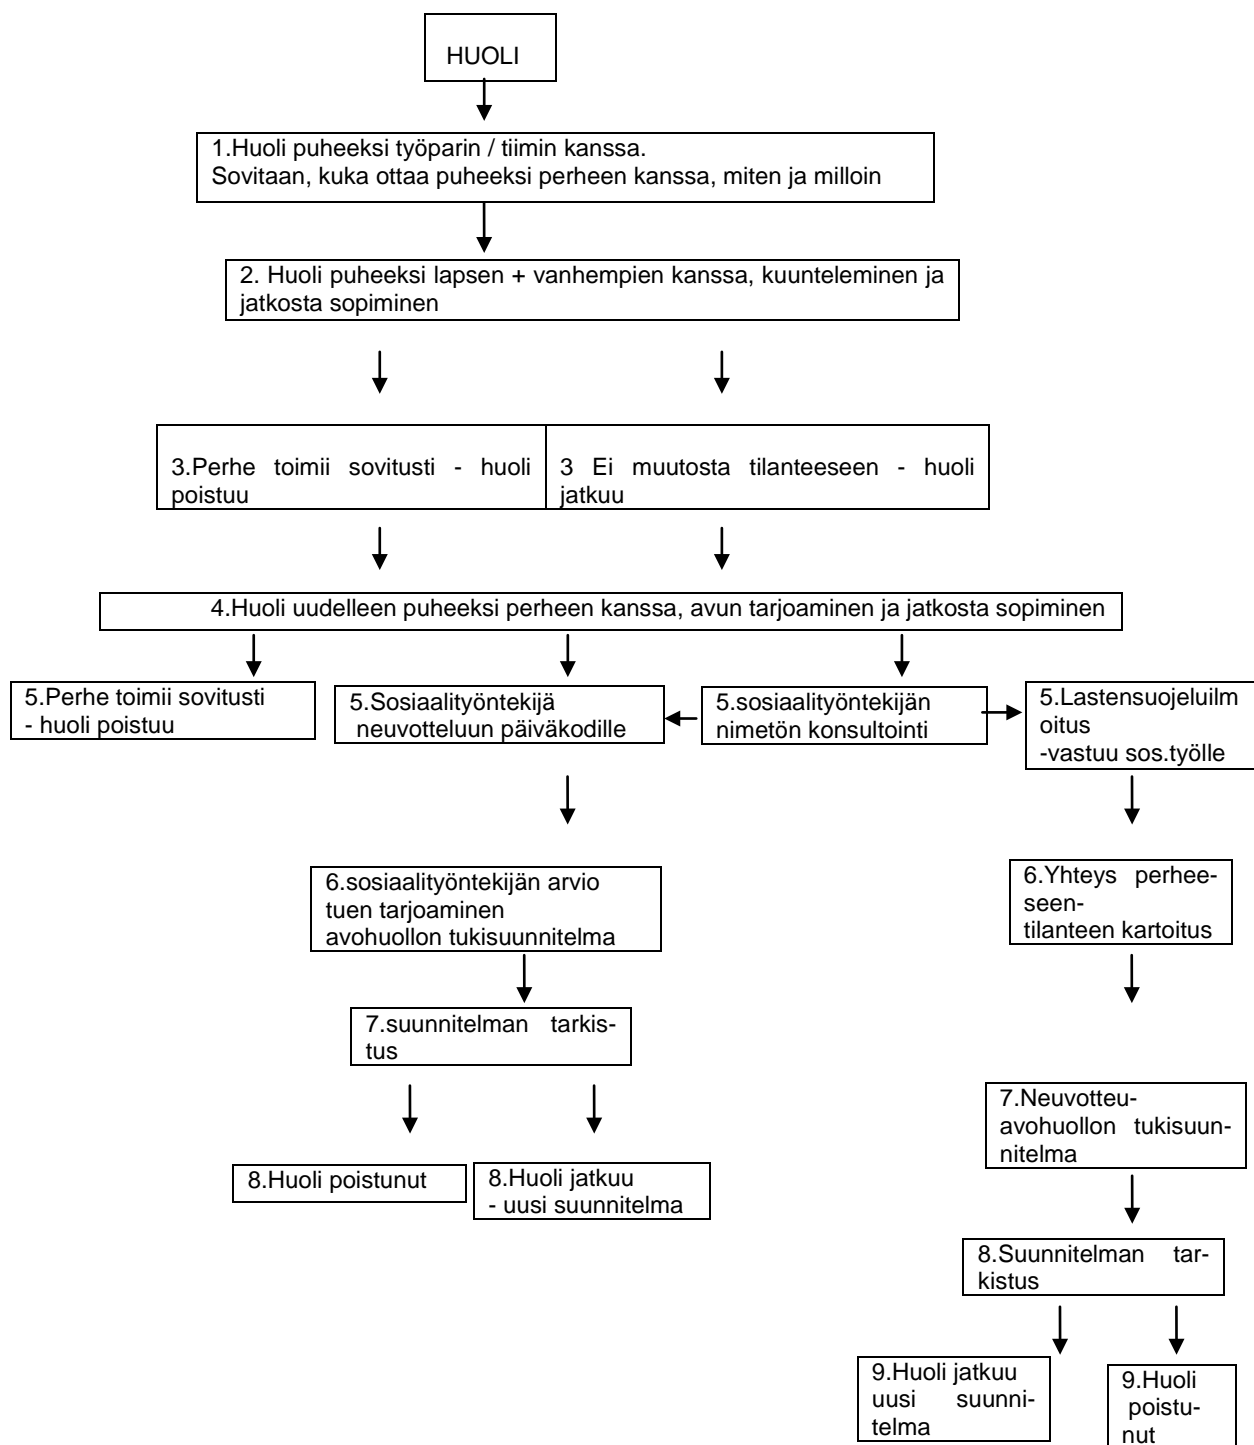 HUOLI
1.Huoli puheeksi työparin / tiimin kanssa.
Sovitaan, kuka ottaa puheeksi perheen kanssa, miten ja milloin
2. Huoli puheeksi lapsen + vanhempien kanssa, kuunteleminen ja
jatkosta sopiminen
3.Perhe toimii sovitusti - huoli
poistuu
3 Ei muutosta tilanteeseen - huoli
jatkuu
4.Huoli uudelleen puheeksi perheen kanssa, avun tarjoaminen ja jatkosta sopiminen
5.Perhe toimii sovitusti
- huoli poistuu
5.Sosiaalityöntekijä
neuvotteluun päiväkodille
5.sosiaalityöntekijän
nimetön konsultointi
5.Lastensuojeluilm
oitus
-vastuu sos.työlle
6.sosiaalityöntekijän arvio
tuen tarjoaminen
avohuollon tukisuunnitelma
6.Yhteys perhee-
seen-
tilanteen kartoitus
7.suunnitelman tarkis-
tus
7.Neuvotteu-
avohuollon tukisuun-
nitelma
8.Huoli poistunut
8.Huoli jatkuu
- uusi suunnitelma
8.Suunnitelman tar-
kistus
9.Huoli jatkuu
uusi suunni-
telma
9.Huoli
poistu-
nut